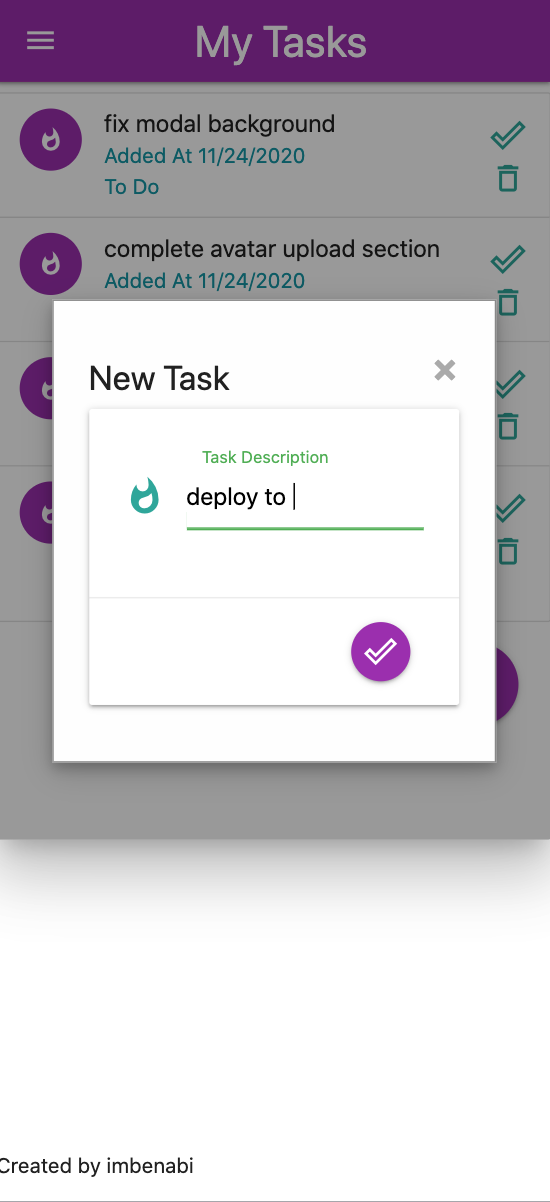 My Tasks
fix modal background
Added At 11/24/2020
To Do
complete avatar upload section
Added At 11/24/2020
New Task
Task Description
deploy to
Created by imbenabi